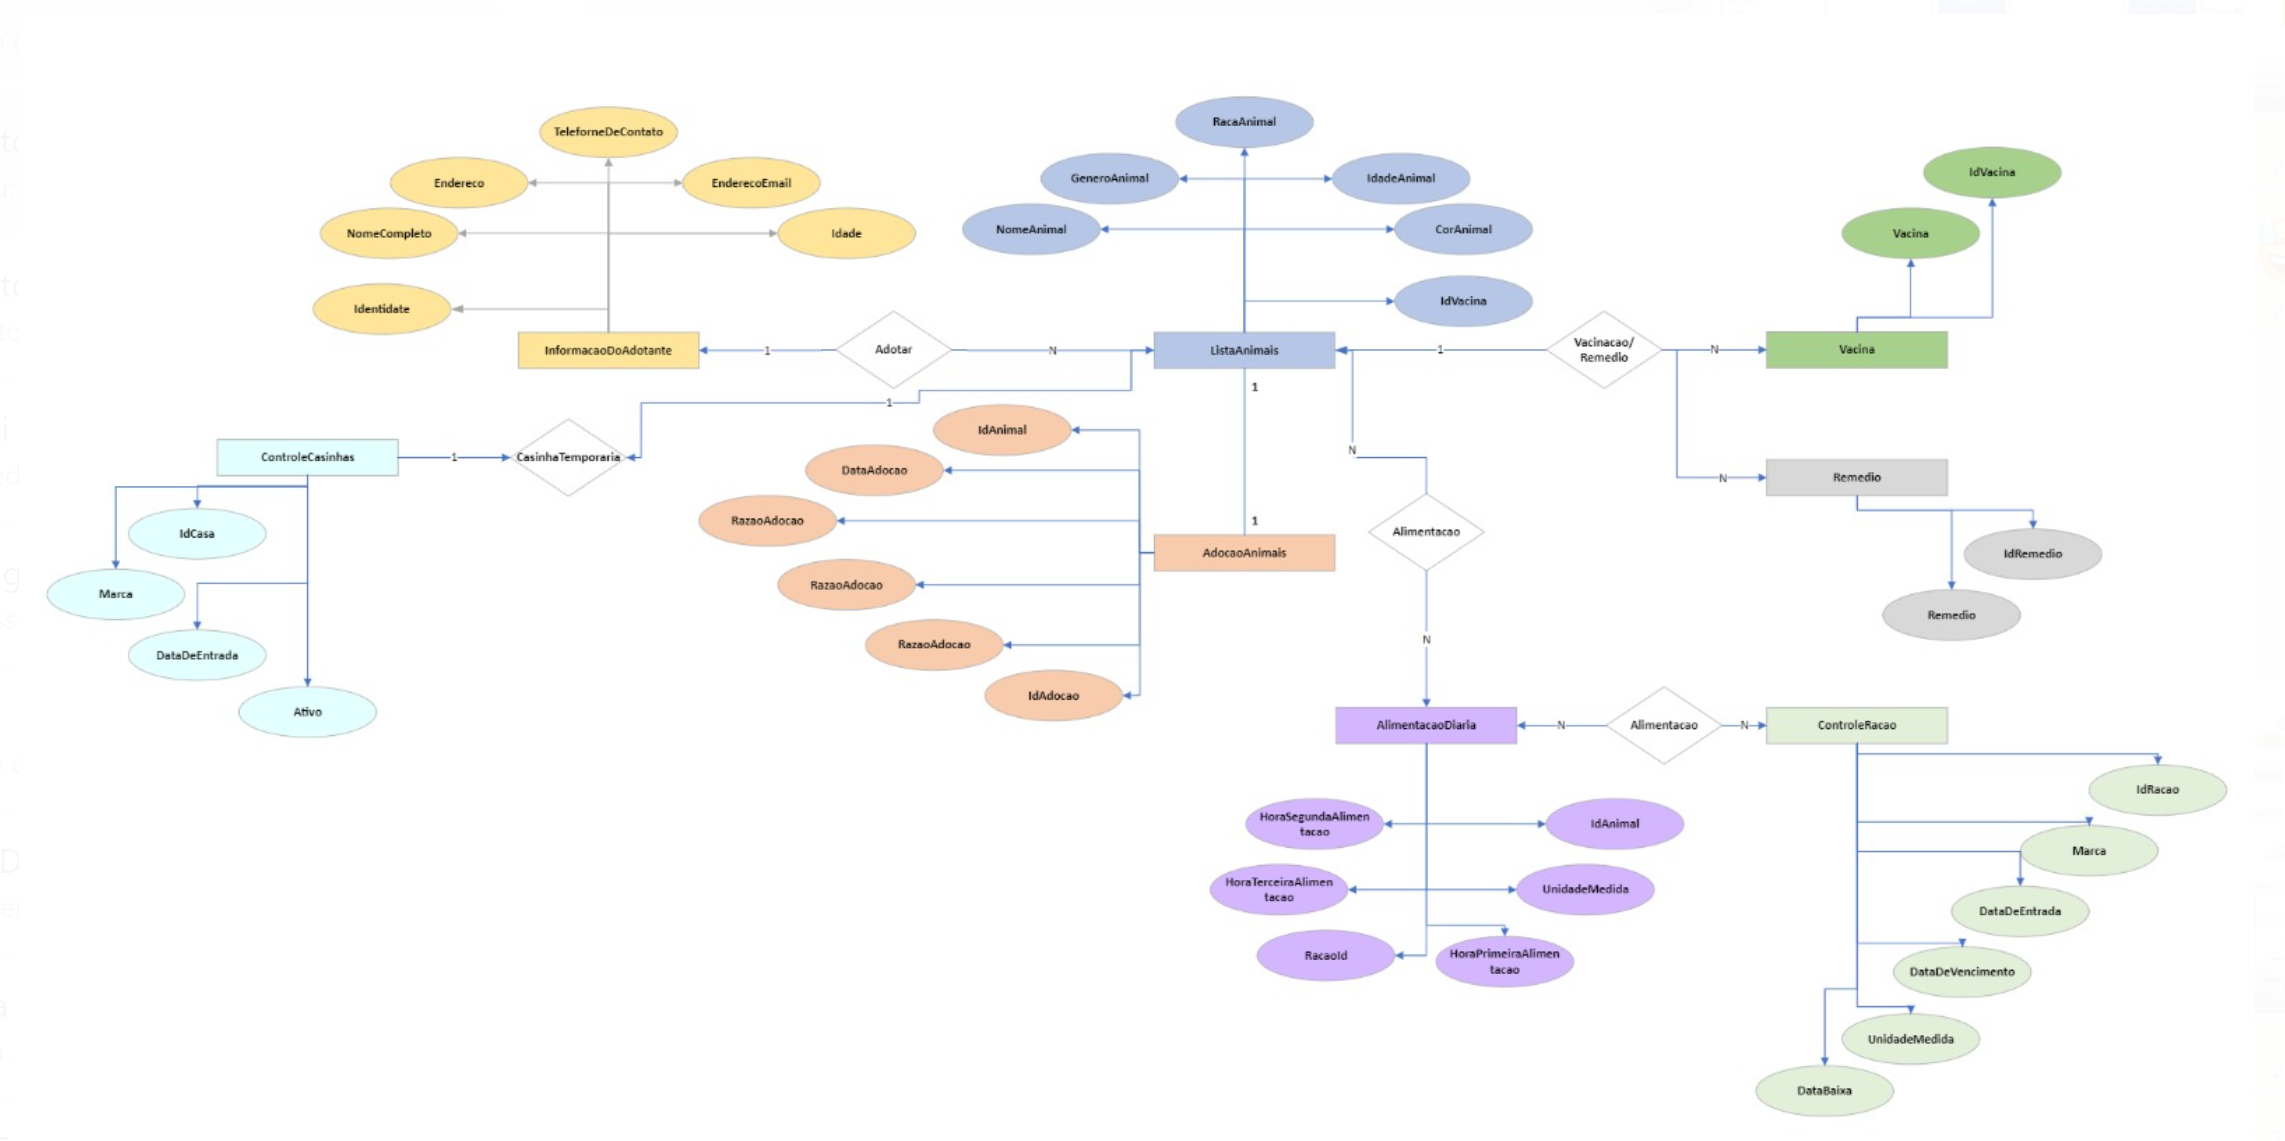 RacaAnimal
TeleforneDeContato
IdVacina
GeneroAnimal
IdadeAnimal
Endereco
EnderecoEmail
NomeAnimal
CorAnimal
NomeCompleto
Idade
Vacina
IdVacina
Identidate
InformacaoDoAdotante
1
Adotar
N
ListaAnimais
1
Vacinacao/
Remedio
N
Vacina
1
1
N
IdAnimal
ControleCasinhas
1
CasinhaTemporaria
DataAdocao
N
Remedio
RazaoAdocao
1
Alimentacao
IdCasa
AdocaoAnimais
IdRemedio
Marca
RazaoAdocao
Remedio
N
RazaoAdocao
DataDeEntrada
IdAdocao
Ativo
AlimentacaoDiaria
N
Alimentacao
N
ControleRacao
IdRacao
HoraSegundaAlimen
tacao
IdAnimal
Marca
HoraTerceiraAlimen
tacao
UnidadeMedida
DataDeEntrada
RacaoId
HoraPrimeiraAlimen
tacao
DataDeVencimento
UnidadeMedida
DataBaixa